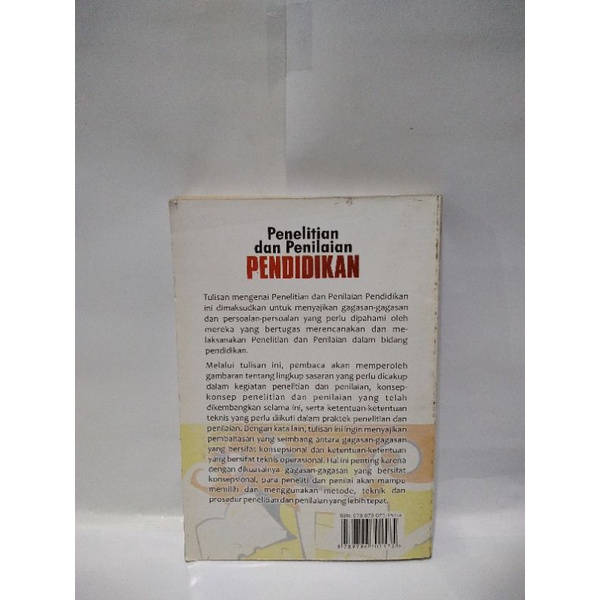 Penelitian
dan Penilaian
PENDIDIKAN
Tulisan mengenai Penelitian dan Penilaian Pendidikan
ini dimaksudkan untuk menyajikan gagasan-gagasan
dan persoalan-persoalan yang perlu dipahami oleh
mereka yang bertugas merencanakan dan me-
laksanakan Penelitian dan Penilaian dalam bidang
pendidikan.
Melalui tulisan ini, pembaca akan memperoleh
gambaran tentang lingkup sasaran yang perlu dicakup
dalam kegiatan penelitian dan penilaian, konsep-
konsep penelitian dan penilaian yang telah
dikembangkan selama ini, serta ketentuan-ketentuan
teknis yang perlu diikuti dalam praktek penelitian dan
penilaian. Dengan kata lain, tulisan ini ingin menyajikan
pembahasan yang seimbang antara gagasan-gagasan
yang bersifat konsepsional dan ketentuan-ketentuan
yang bersifat teknis operasional. Hal ini penting karena
dengan dikuasainya gagasan-gagasan yang bersifat
konsepsional, para peneliti dan penilai akan mampu
memilih dan menggunakan metode, teknik dan
prosedur penelitian dan penilaian yang lebih tepat.
ISBN